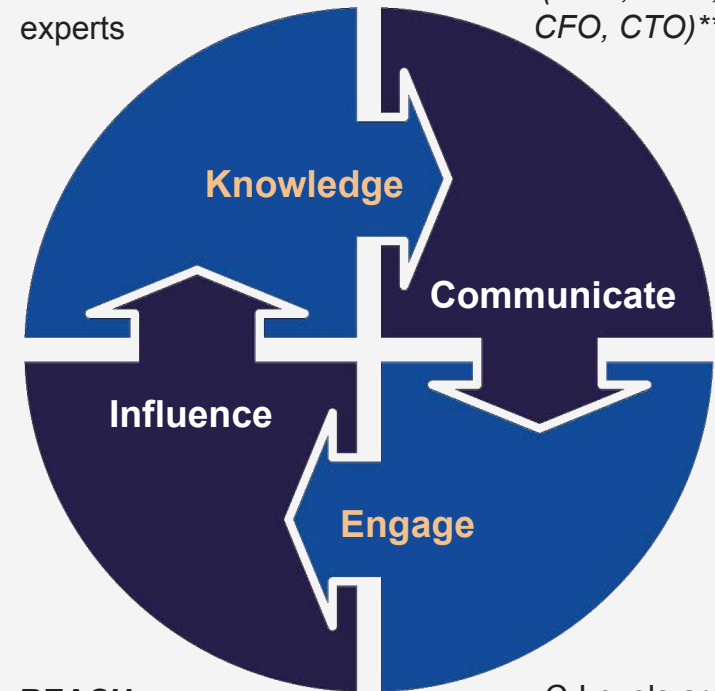 experts
CFO, CTO)**
Knowledge
Communicate
Influence
Engage